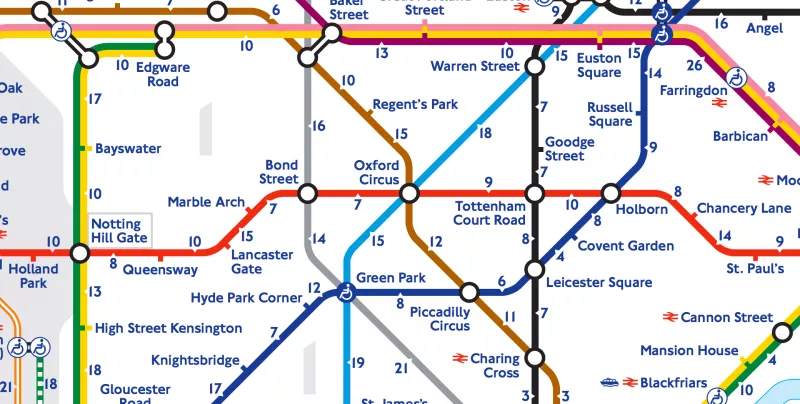 11
7
6
Baker
Street
Street
9
12
16
Angel
10
10
Edgware
Road
13
10
15
Warren Street
Euston
Square
15
14
26
Farringdon
8
Oak
17
10
Regent's Park
7
Russell
Square
Barbican
e Park
16
15
18
rove
Bayswater
Goodge
Street
9
Bond
Street
Oxford
Circus
d
10
Marble Arch
7
7
9
Tottenham
Court Road
10
Holborn
8
Chancery Lane
's
Notting
Hill Gate
10
8
10
15
Lancaster
Gate
14
15
12
8
4
8
Covent Garden
14
9
1
Holland
Park
Queensway
St. Paul's
13
Hyde Park Corner
12
Green Park
8
6
Leicester Square
High Street Kensington
7
Piccadilly
Circus
11
7
Cannon Street
Knightsbridge
Charing
Cross
Mansion House
4
21
18
18
Gloucester
Road
17
19
21
St. James's
3
3
Blackfriars
10